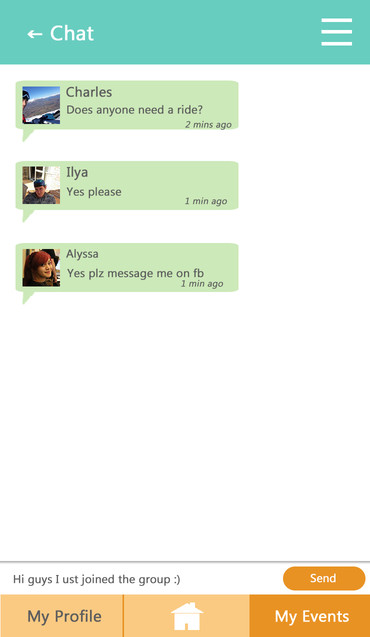 ← Chat
Charles
Does anyone need a ride?
2 mins ago
Ilya
Yes please
1 min ago
Alyssa
Yes plz message me on fb
1 min ago
Hi guys I ust joined the group :)
Send
My Profile
My Events